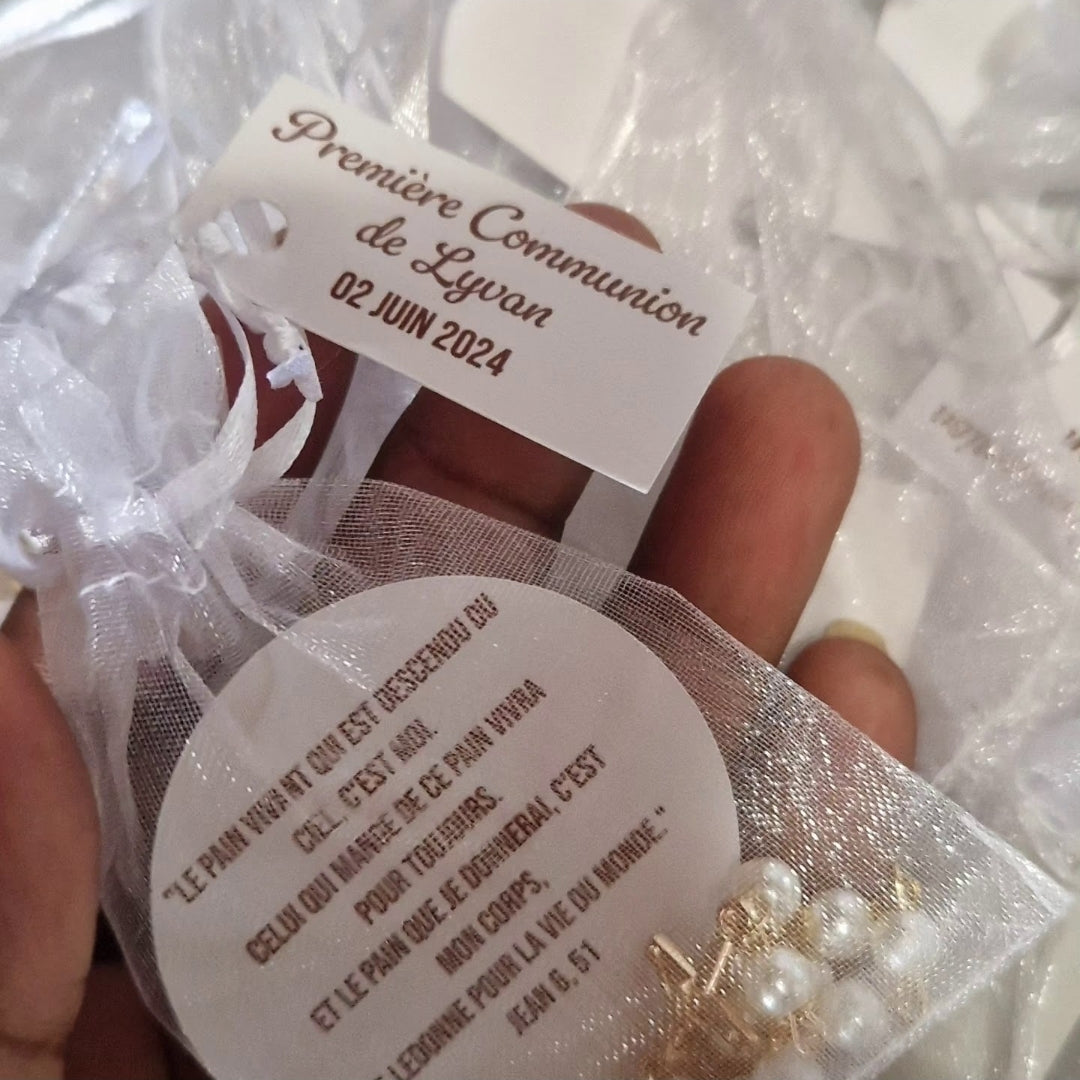 Première Communion
de Lyvan
02 JUIN 2024
"LE PAIN VIVANT QUI EST DESCENDU DU
CIEL, C'EST MOI.
CELUI QUI MANGE DE CE PAIN VIVRA
POUR TOUJOURS.
ET LE PAIN QUE JE DONNERAI, C'EST
MON CORPS,
LEDONNE POUR LA VIE DU MONDE."
JEAN 6, 51